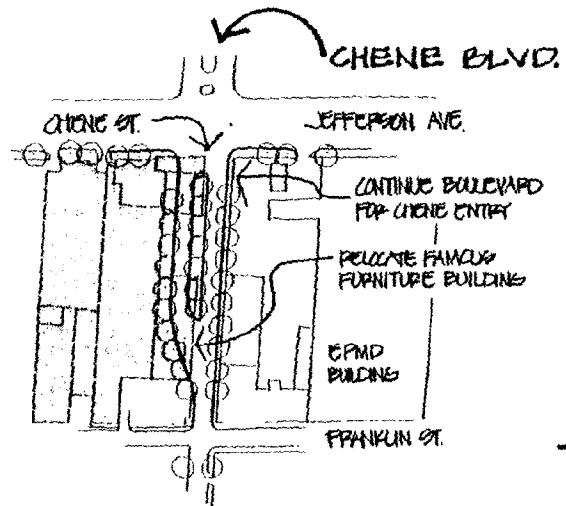 CHENE BLVD.
CHENE ST.
JEFFERSON AVE.
CONTINUE BOULEVARD
FOR CHENE ENTRY
RELOCATE FAMOUS
FURNITURE BUILDING
EPMD
BUILDING
FRANKLIN ST.